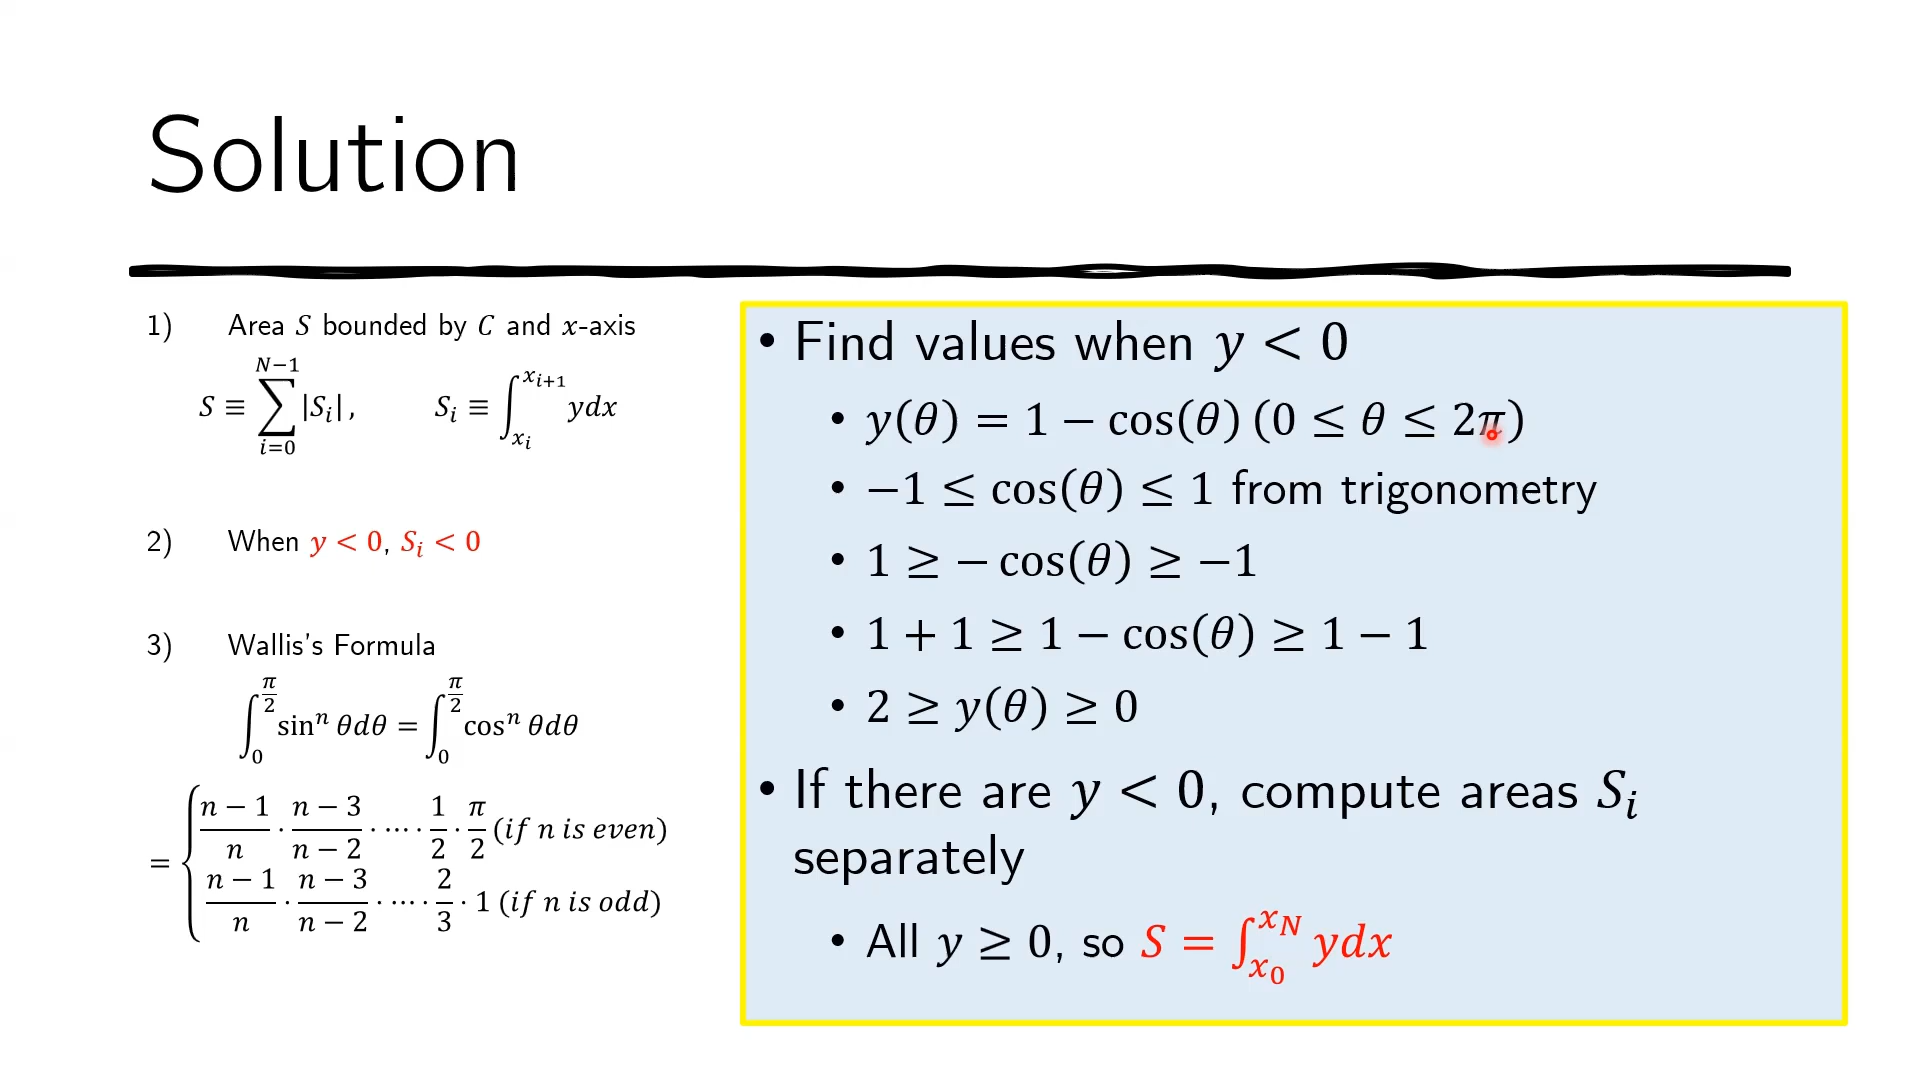 Solution
1) Area S bounded by C and x-axis
S ≡ ∑_{i=0}^{N−1} |S_i| , S_i ≡ ∫_{x_i}^{x_{i+1}} ydx
2) When y < 0, S_i < 0
3) Wallis's Formula
∫_0^{π/2} sin^n θdθ = ∫_0^{π/2} cos^n θdθ
= { (n − 1)/n · (n − 3)/(n − 2) · ⋯ · 1/2 · π/2 (if n is even)
(n − 1)/n · (n − 3)/(n − 2) · ⋯ · 2/3 · 1 (if n is odd)
• Find values when y < 0
• y(θ) = 1 − cos(θ) (0 ≤ θ ≤ 2π)
• −1 ≤ cos(θ) ≤ 1 from trigonometry
• 1 ≥ − cos(θ) ≥ −1
• 1 + 1 ≥ 1 − cos(θ) ≥ 1 − 1
• 2 ≥ y(θ) ≥ 0
• If there are y < 0, compute areas S_i
separately
• All y ≥ 0, so S = ∫_{x_0}^{x_N} ydx